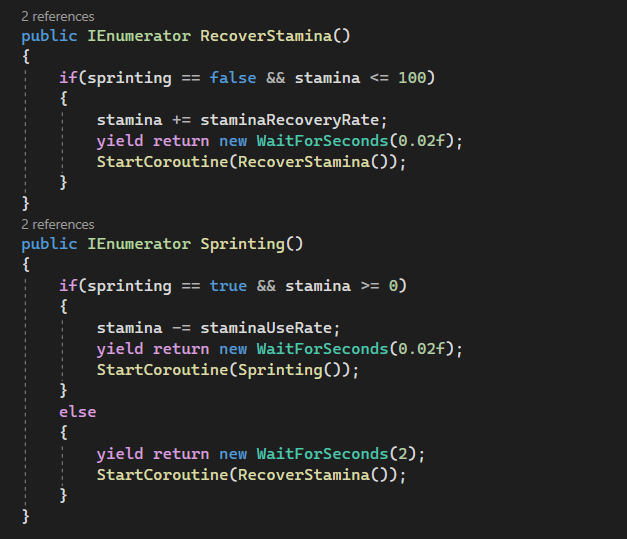 2 references
public IEnumerator RecoverStamina()
{
if(sprinting == false && stamina <= 100)
{
stamina += staminaRecoveryRate;
yield return new WaitForSeconds(0.02f);
StartCoroutine(RecoverStamina());
}
}
2 references
public IEnumerator Sprinting()
{
if(sprinting == true && stamina >= 0)
{
stamina -= staminaUseRate;
yield return new WaitForSeconds(0.02f);
StartCoroutine(Sprinting());
}
else
{
yield return new WaitForSeconds(2);
StartCoroutine(RecoverStamina());
}
}